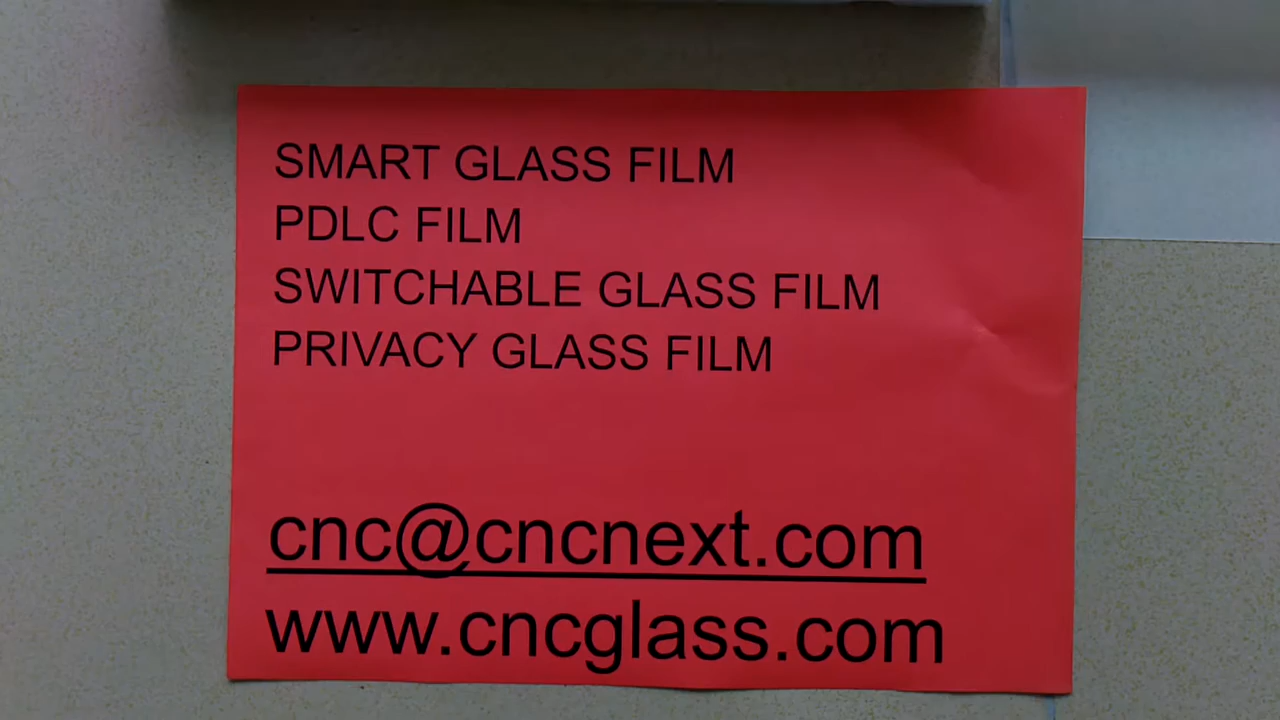 SMART GLASS FILM
PDLC FILM
SWITCHABLE GLASS FILM
PRIVACY GLASS FILM
cnc@cncnext.com
www.cncglass.com